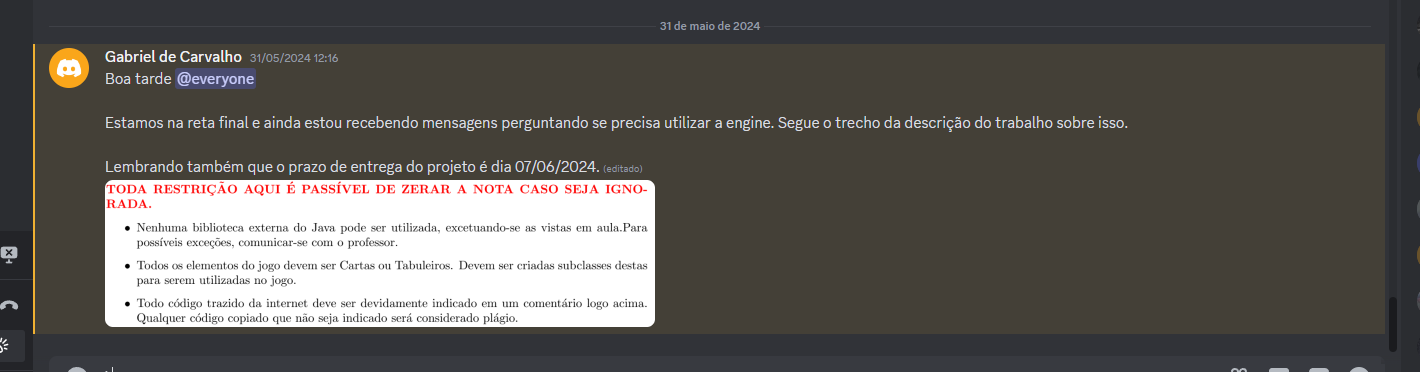 31 de maio de 2024
Gabriel de Carvalho 31/05/2024 12:16
Boa tarde @everyone
Estamos na reta final e ainda estou recebendo mensagens perguntando se precisa utilizar a engine. Segue o trecho da descrição do trabalho sobre isso.
Lembrando também que o prazo de entrega do projeto é dia 07/06/2024. (editado)
TODA RESTRIÇÃO AQUI É PASSÍVEL DE ZERAR A NOTA CASO SEJA IGNO-
RADA.
• Nenhuma biblioteca externa do Java pode ser utilizada, excetuando-se as vistas em aula.Para
possíveis exceções, comunicar-se com o professor.
• Todos os elementos do jogo devem ser Cartas ou Tabuleiros. Devem ser criadas subclasses destas
para serem utilizadas no jogo.
• Todo código trazido da internet deve ser devidamente indicado em um comentário logo acima.
Qualquer código copiado que não seja indicado será considerado plágio.